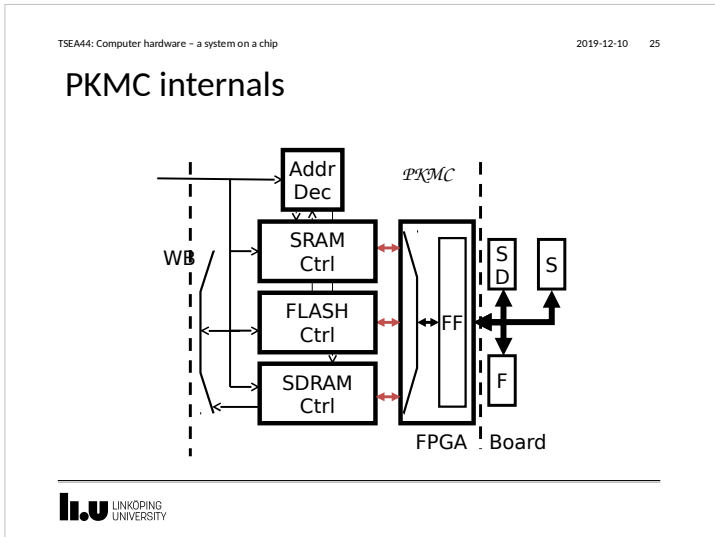 TSEA44: Computer hardware – a system on a chip
2019-12-10 25
PKMC internals
Addr
Dec
PKMC
SRAM
Ctrl
WB
S
D
S
FLASH
Ctrl
FF
SDRAM
Ctrl
F
FPGA
Board
li.u LINKÖPING
UNIVERSITY